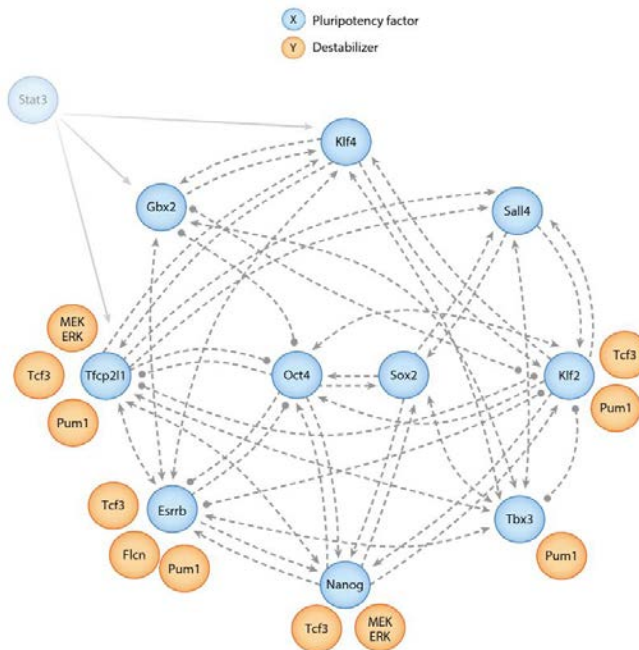 X Pluripotency factor
Y Destabilizer
Stat3
Klf4
Gbx2
Sall4
MEK
ERK
Tcf3
Tfcp2l1
Oct4
Sox2
Klf2
Tcf3
Pum1
Pum1
Tcf3
Esrrb
Tbx3
Flcn
Pum1
Pum1
Nanog
Tcf3
MEK
ERK